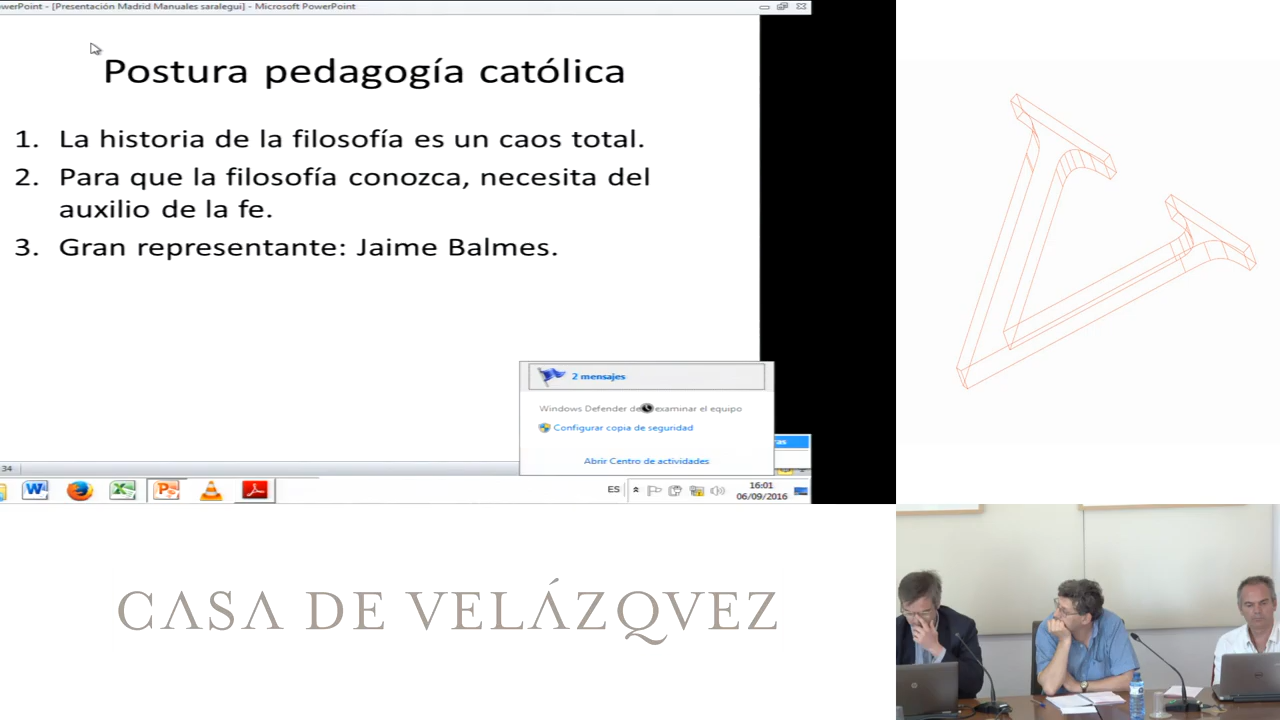 PowerPoint - [Presentación Madrid Manuales saralegui] - Microsoft PowerPoint
Postura pedagogía católica
1. La historia de la filosofía es un caos total.
2. Para que la filosofía conozca, necesita del
auxilio de la fe.
3. Gran representante: Jaime Balmes.
2 mensajes
Windows Defender de examinar el equipo
Configurar copia de seguridad
ras
Abrir Centro de actividades
34
ES
16:01
06/09/2016
CASA DE VELÁZQVEZ